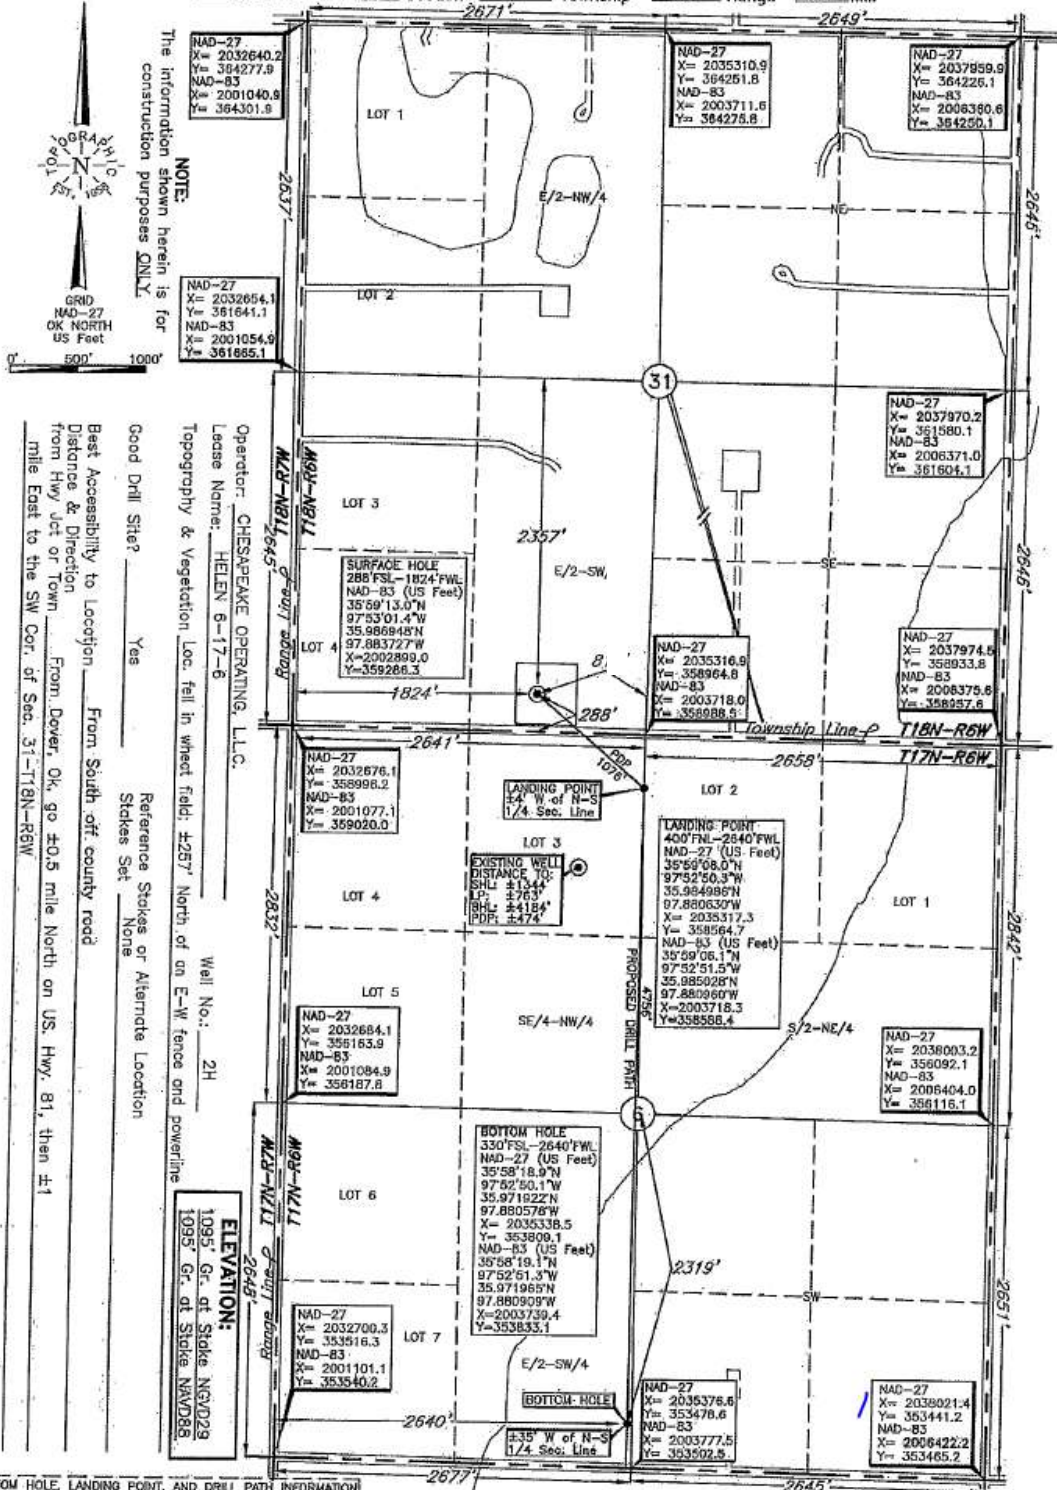 2671'
2649'
NAD-27
X= 2032640.2
Y= 364277.9
NAD-83
X= 2001040.9
Y= 364301.9
NAD-27
X= 2035310.9
Y= 364251.8
NAD-83
X= 2003711.6
Y= 364275.8
NAD-27
X= 2037959.9
Y= 364226.1
NAD-83
X= 2006360.6
Y= 364250.1
LOT 1
E/2-NW/4
NE
2637'
2646'
TOPOGRAPHIC
N
EST.
GRID
NAD-27
OK NORTH
US Feet
0' 500' 1000'
NOTE:
The information shown herein is for
construction purposes ONLY.
NAD-27
X= 2032654.1
Y= 361641.1
NAD-83
X= 2001054.9
Y= 361665.1
LOT 2
31
NAD-27
X= 2037970.2
Y= 361580.1
NAD-83
X= 2006371.0
Y= 361604.1
T18N-R7W
T18N-R6W
LOT 3
2357'
2645'
2646'
E/2-SW
SE
SURFACE HOLE
288'FSL-1824'FWL
NAD-83 (US Feet)
35°59'13.0"N
97°53'01.4"W
35.986948°N
97.883727°W
X=2002899.0
Y=359286.3
LOT 4
Range Line
1824'
288'
8
NAD-27
X= 2035316.9
Y= 358964.8
NAD-83
X= 2003718.0
Y= 358988.5
NAD-27
X= 2037974.5
Y= 358933.8
NAD-83
X= 2006375.6
Y= 358957.6
Township Line
T18N-R6W
T17N-R6W
2641'
2658'
PDP
1076'
NAD-27
X= 2032676.1
Y= 358996.2
NAD-83
X= 2001077.1
Y= 359020.0
LANDING POINT
±4' W of N-S
1/4 Sec. Line
LOT 2
LOT 3
EXISTING WELL
DISTANCE TO:
SHL: ±1344'
LP: ±763'
BHL: ±4184'
PDP: ±474'
LANDING POINT
400'FNL-2640'FWL
NAD-27 (US Feet)
35°59'08.0"N
97°52'50.3"W
35.984986°N
97.880630°W
X= 2035317.3
Y= 358564.7
NAD-83 (US Feet)
35°59'06.1"N
97°52'51.5"W
35.985028°N
97.880960°W
X=2003718.3
Y=358588.4
LOT 4
LOT 1
2832'
2842'
PROPOSED DRILL PATH
4756'
LOT 5
SE/4-NW/4
S/2-NE/4
NAD-27
X= 2032684.1
Y= 356163.9
NAD-83
X= 2001084.9
Y= 356187.8
NAD-27
X= 2038003.2
Y= 356092.1
NAD-83
X= 2006404.0
Y= 356116.1
6
BOTTOM HOLE
330'FSL-2640'FWL
NAD-27 (US Feet)
35°58'18.9"N
97°52'50.1"W
35.971922°N
97.880578°W
X= 2035338.5
Y= 353809.1
NAD-83 (US Feet)
35°58'19.1"N
97°52'51.3"W
35.971965°N
97.880909°W
X=2003739.4
Y=353833.1
T17N-R7W
T17N-R6W
LOT 6
2319'
SW
2648'
2651'
Range Line
LOT 7
E/2-SW/4
NAD-27
X= 2032700.3
Y= 353516.3
NAD-83
X= 2001101.1
Y= 353540.2
BOTTOM-HOLE
±35' W of N-S
1/4 Sec. Line
2640'
NAD-27
X= 2035376.6
Y= 353478.6
NAD-83
X= 2003777.5
Y= 353502.5
NAD-27
X= 2038021.4
Y= 353441.2
NAD-83
X= 2006422.2
Y= 353465.2
2677'
2645'
Operator: CHESAPEAKE OPERATING, L.L.C.
Lease Name: HELEN 6-17-6
Well No.: 2H
Topography & Vegetation Loc. fell in wheat field; ±287' North of an E-W fence and powerline
Good Drill Site? Yes
Reference Stakes or Alternate Location
Stakes Set None
Best Accessibility to Location From South off county road
Distance & Direction
from Hwy Jct or Town From Dover, Ok. go ±0.5 mile North on US. Hwy. 81, then ±1
mile East to the SW Cor. of Sec. 31-T18N-R6W
ELEVATION:
1095' Gr. at Stake NGVD29
1095' Gr. at Stake NAVD88
HOLE, LANDING POINT, AND DRILL PATH INFORMATION